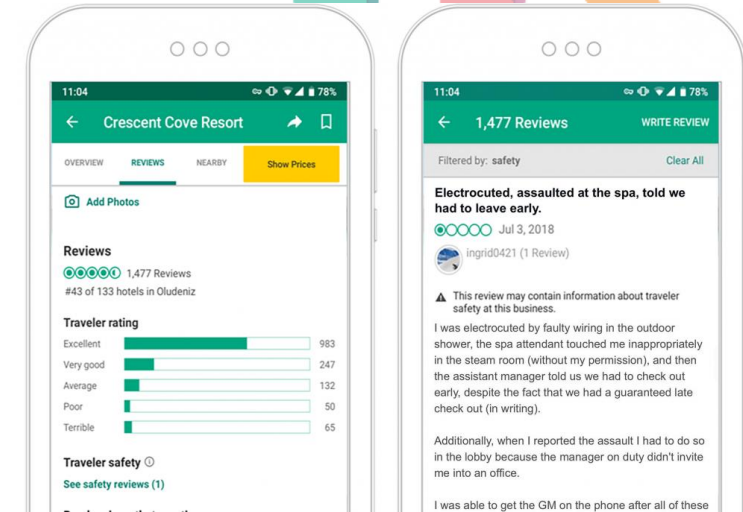 11:04
78%
Crescent Cove Resort
OVERVIEW
REVIEWS
NEARBY
Show Prices
Add Photos
Reviews
1,477 Reviews
#43 of 133 hotels in Oludeniz
Traveler rating
Excellent 983
Very good 247
Average 132
Poor 50
Terrible 65
Traveler safety
See safety reviews (1)
11:04
78%
1,477 Reviews
WRITE REVIEW
Filtered by: safety
Clear All
Electrocuted, assaulted at the spa, told we
had to leave early.
Jul 3, 2018
ingrid0421 (1 Review)
This review may contain information about traveler
safety at this business.
I was electrocuted by faulty wiring in the outdoor
shower, the spa attendant touched me inappropriately
in the steam room (without my permission), and then
the assistant manager told us we had to check out
early, despite the fact that we had a guaranteed late
check out (in writing).
Additionally, when I reported the assault I had to do so
in the lobby because the manager on duty didn't invite
me into an office.
I was able to get the GM on the phone after all of these